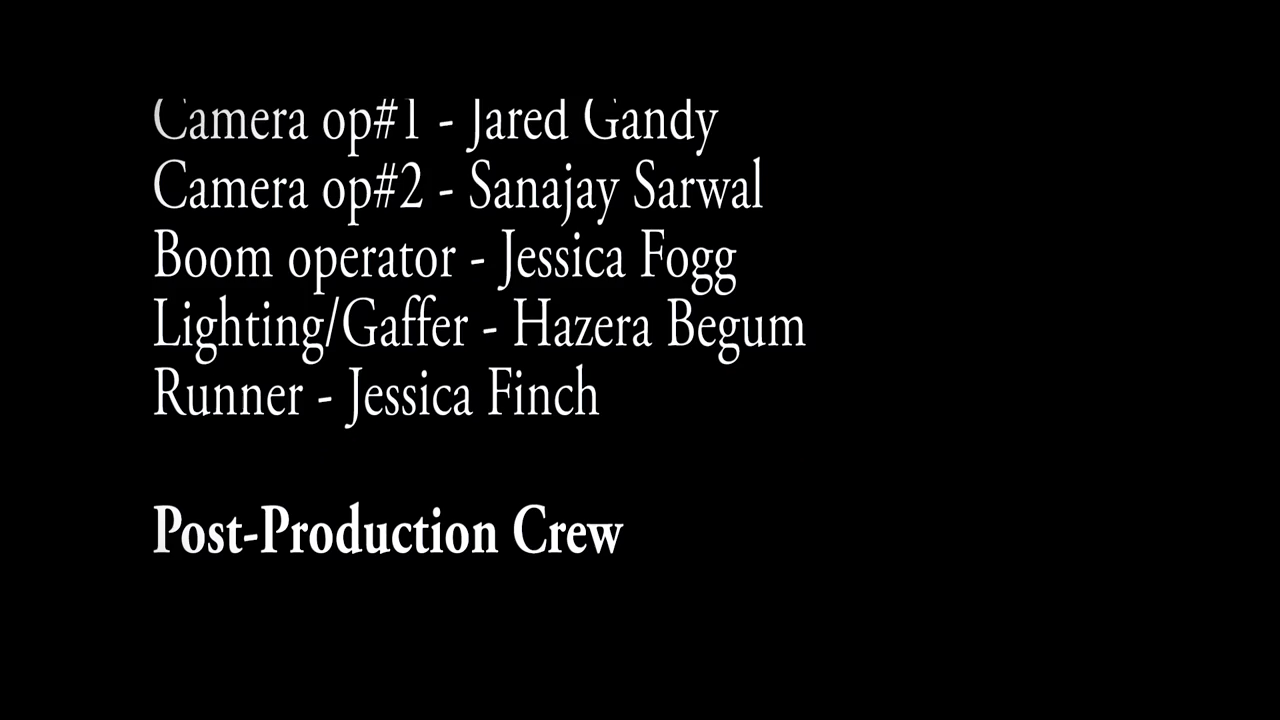 Camera op#1 - Jared Gandy
Camera op#2 - Sanajay Sarwal
Boom operator - Jessica Fogg
Lighting/Gaffer - Hazera Begum
Runner - Jessica Finch
Post-Production Crew